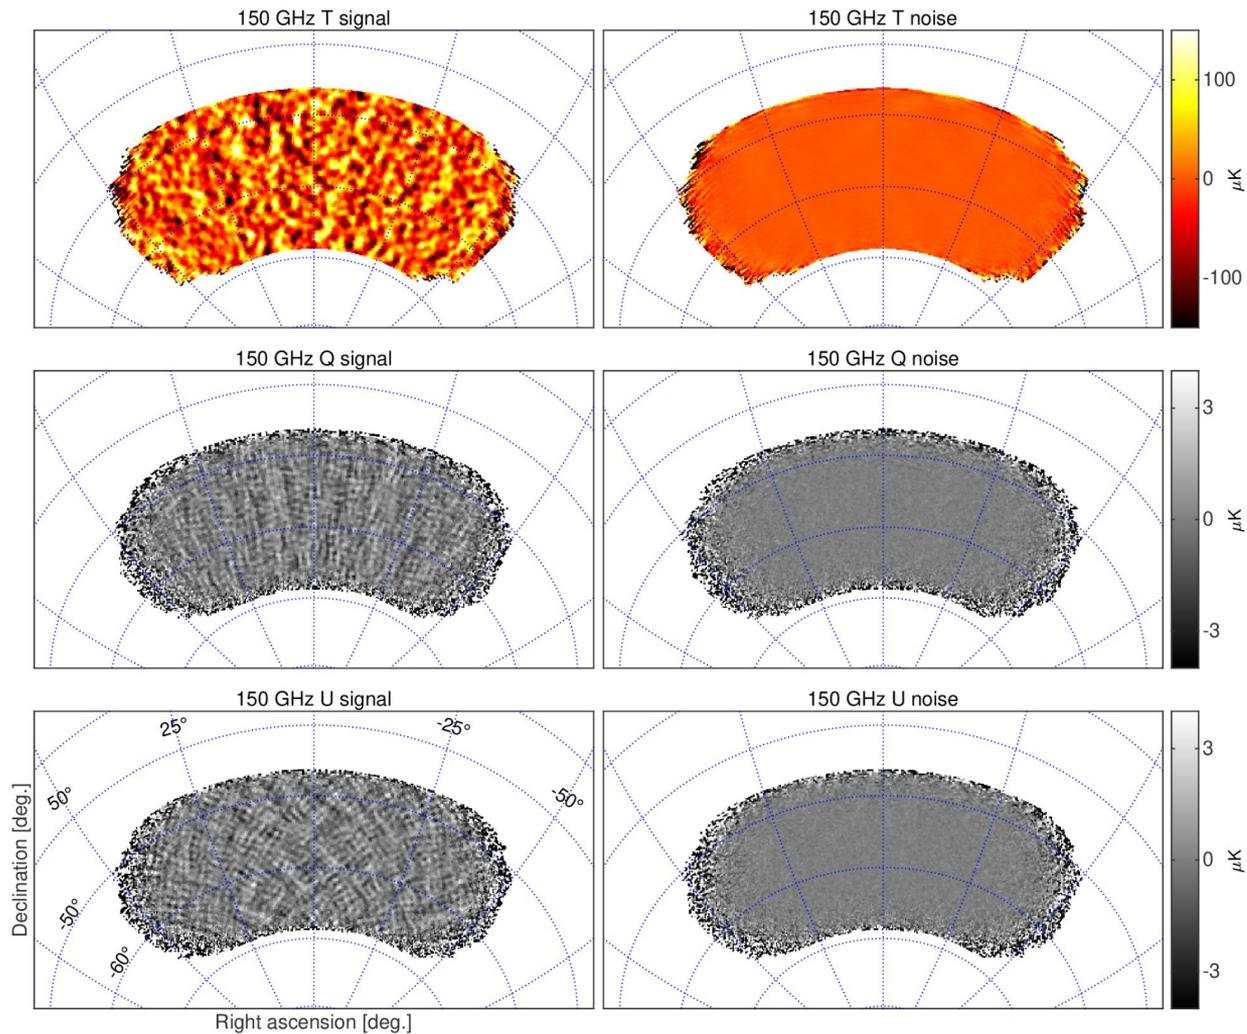 150 GHz T signal
150 GHz T noise
100
0
-100
μK
150 GHz Q signal
150 GHz Q noise
3
0
-3
μK
150 GHz U signal
150 GHz U noise
25°
-25°
50°
-50°
-50°
-60°
3
0
-3
μK
Declination [deg.]
Right ascension [deg.]